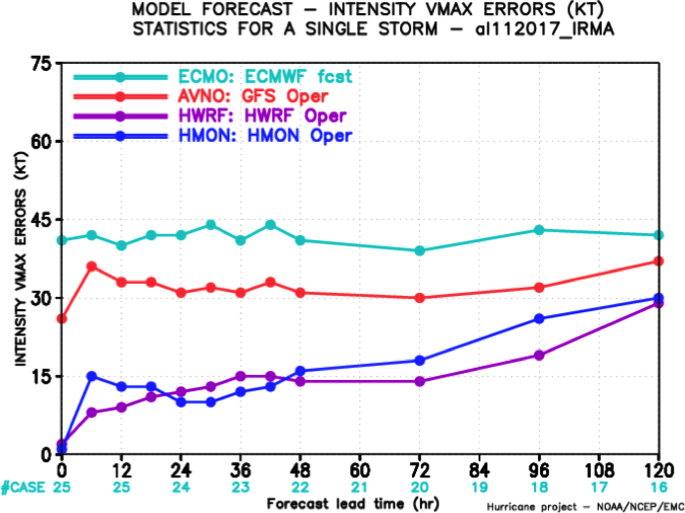 MODEL FORECAST – INTENSITY VMAX ERRORS (KT)
STATISTICS FOR A SINGLE STORM – al112017_IRMA
75
ECMO: ECMWF fcst
AVNO: GFS Oper
HWRF: HWRF Oper
HMON: HMON Oper
60
45
30
15
0
INTENSITY VMAX ERRORS (KT)
0 12 24 36 48 60 72 84 96 108 120
#CASE 25 25 24 23 22 21 20 19 18 17 16
Forecast lead time (hr)
Hurricane project – NOAA/NCEP/EMC